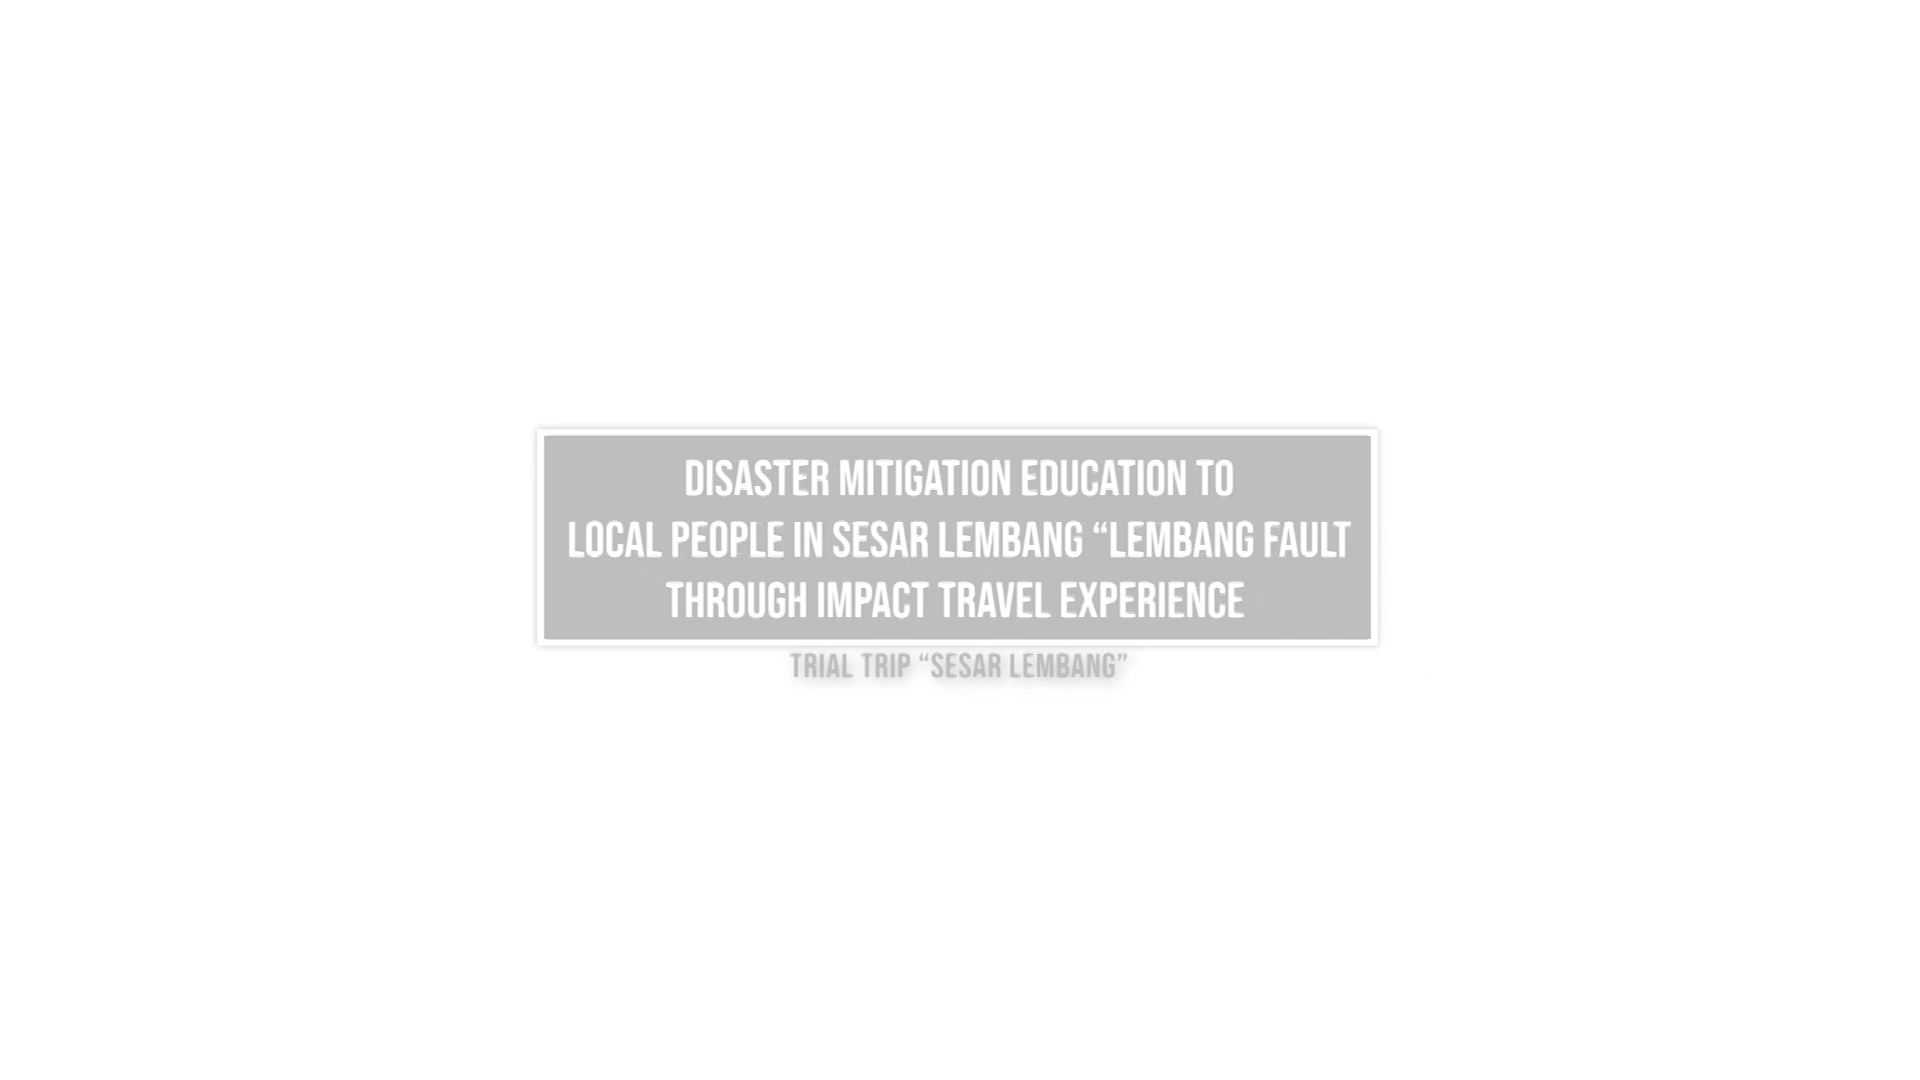 DISASTER MITIGATION EDUCATION TO
LOCAL PEOPLE IN SESAR LEMBANG “LEMBANG FAULT
THROUGH IMPACT TRAVEL EXPERIENCE
TRIAL TRIP “SESAR LEMBANG”